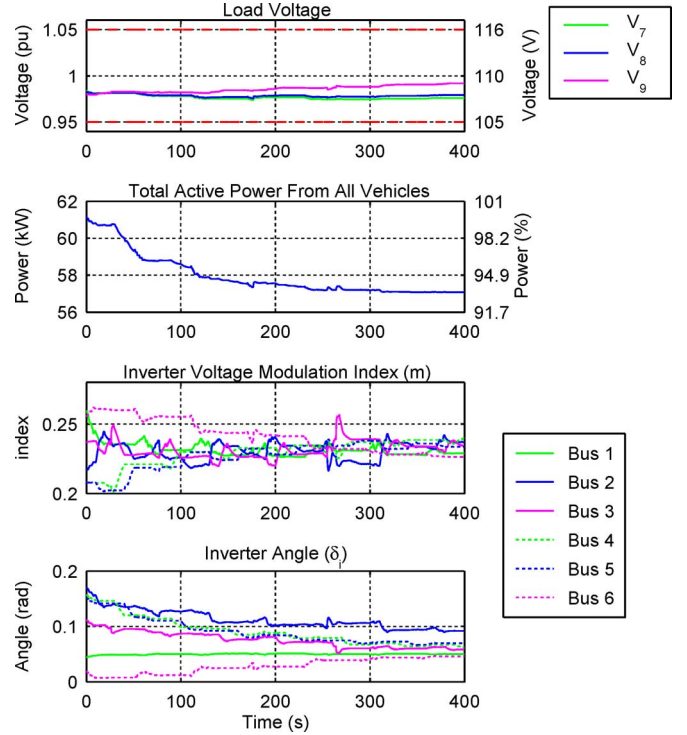 Load Voltage
1.05
1
0.95
Voltage (pu)
116
110
105
Voltage (V)
0 100 200 300 400
V7
V8
V9
Total Active Power From All Vehicles
62
60
58
56
Power (kW)
101
98.2
94.9
91.7
Power (%)
0 100 200 300 400
Inverter Voltage Modulation Index (m)
0.25
0.2
index
0 100 200 300 400
Inverter Angle (δi)
0.2
0.1
0
Angle (rad)
0 100 200 300 400
Time (s)
Bus 1
Bus 2
Bus 3
Bus 4
Bus 5
Bus 6